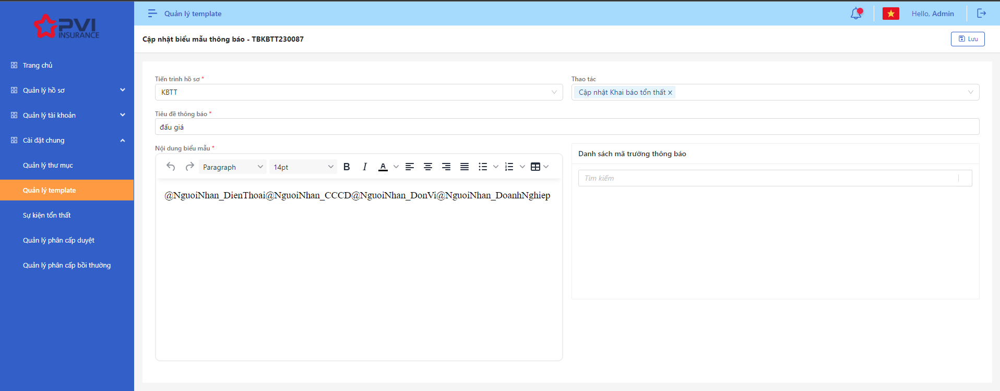 PVI
INSURANCE
Quản lý template
Hello, Admin
Cập nhật biểu mẫu thông báo - TBKBTT230087
Lưu
Trang chủ
Quản lý hồ sơ
Quản lý tài khoản
Cài đặt chung
Quản lý thư mục
Quản lý template
Sự kiện tổn thất
Quản lý phân cấp duyệt
Quản lý phân cấp bồi thường
Tiến trình hồ sơ *
KBTT
Thao tác
Cập nhật Khai báo tổn thất x
Tiêu đề thông báo *
đấu giá
Nội dung biểu mẫu *
Paragraph
14pt
B I A
@NguoiNhan_DienThoai@NguoiNhan_CCCD@NguoiNhan_DonVi@NguoiNhan_DoanhNghiep
Danh sách mã trường thông báo
Tìm kiếm